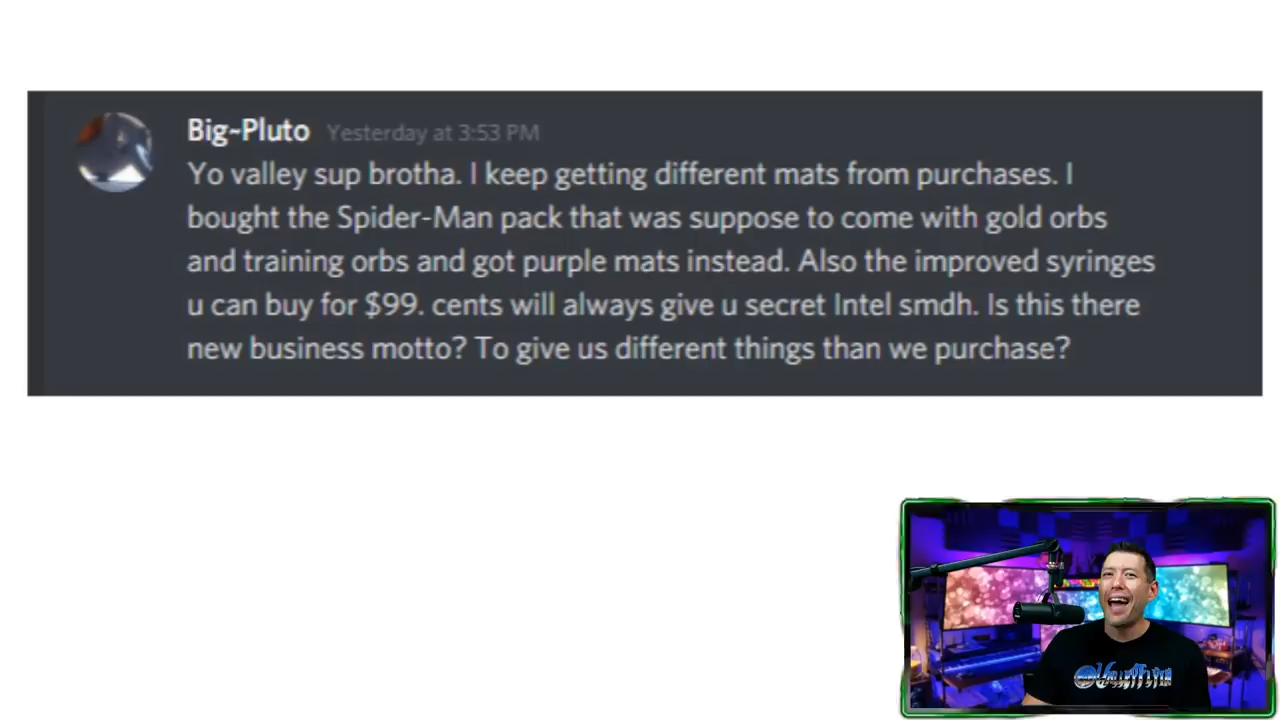 Big~Pluto Yesterday at 3:53 PM
Yo valley sup brotha. I keep getting different mats from purchases. I
bought the Spider-Man pack that was suppose to come with gold orbs
and training orbs and got purple mats instead. Also the improved syringes
u can buy for $99. cents will always give u secret Intel smdh. Is this there
new business motto? To give us different things than we purchase?
VALLEYFLYIN